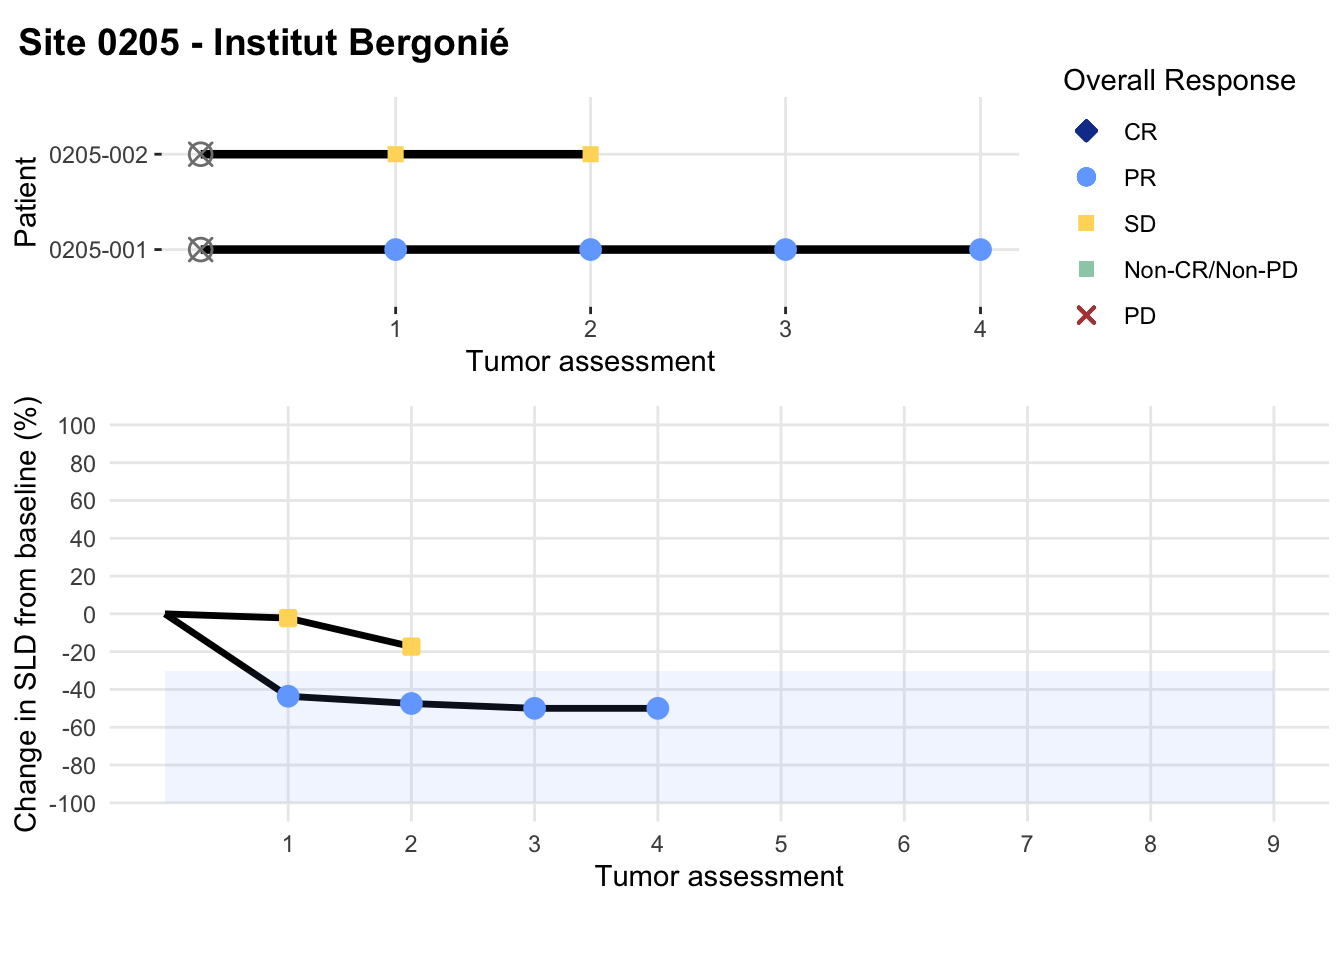 Site 0205 - Institut Bergonié
Overall Response
CR
PR
SD
Non-CR/Non-PD
PD
Patient
0205-002
0205-001
1 2 3 4
Tumor assessment
Change in SLD from baseline (%)
100
80
60
40
20
0
-20
-40
-60
-80
-100
1 2 3 4 5 6 7 8 9
Tumor assessment